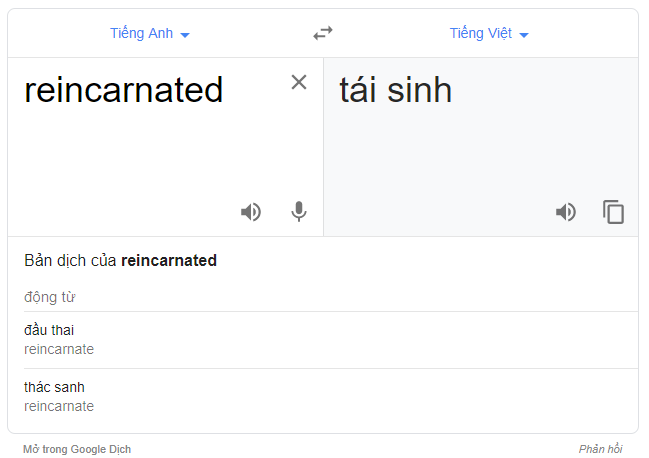 Tiếng Anh
Tiếng Việt
reincarnated
tái sinh
Bản dịch của reincarnated
động từ
đầu thai
reincarnate
thác sanh
reincarnate
Mở trong Google Dịch
Phản hồi